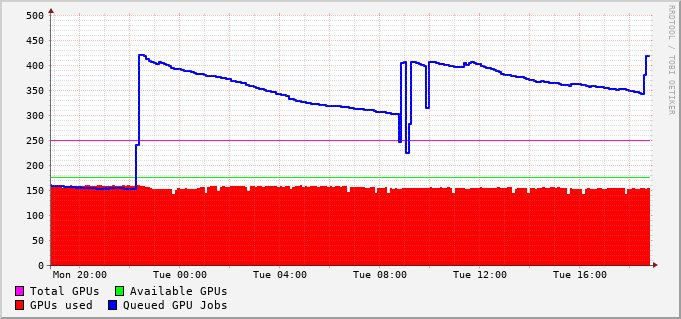 500
450
400
350
300
250
200
150
100
50
0
Mon 20:00 Tue 00:00 Tue 04:00 Tue 08:00 Tue 12:00 Tue 16:00
Total GPUs Available GPUs
GPUs used Queued GPU Jobs
RRDTOOL / TOBI OETIKER